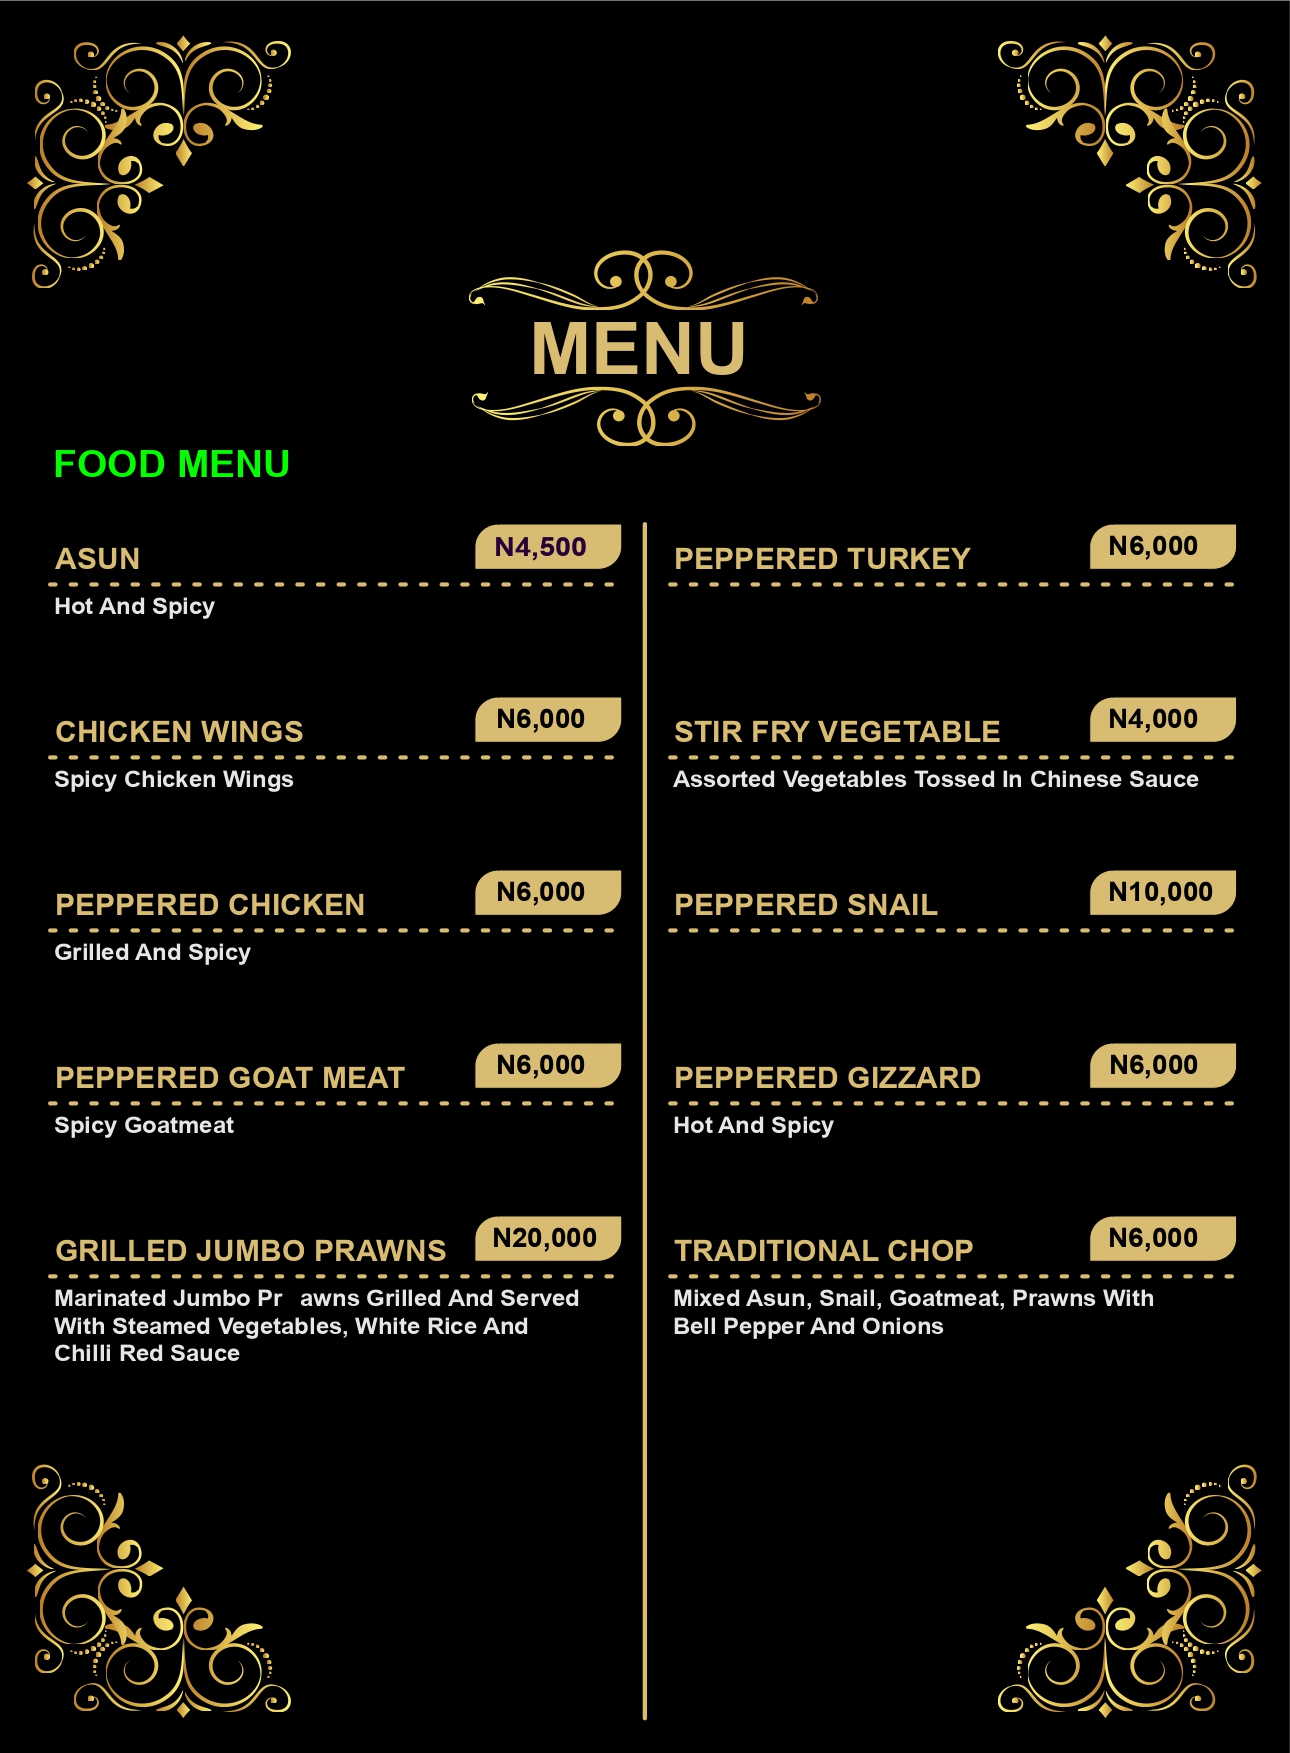 MENU
FOOD MENU
ASUN
N4,500
Hot And Spicy
CHICKEN WINGS
N6,000
Spicy Chicken Wings
PEPPERED CHICKEN
N6,000
Grilled And Spicy
PEPPERED GOAT MEAT
N6,000
Spicy Goatmeat
GRILLED JUMBO PRAWNS
N20,000
Marinated Jumbo Pr awns Grilled And Served
With Steamed Vegetables, White Rice And
Chilli Red Sauce
PEPPERED TURKEY
N6,000
STIR FRY VEGETABLE
N4,000
Assorted Vegetables Tossed In Chinese Sauce
PEPPERED SNAIL
N10,000
PEPPERED GIZZARD
N6,000
Hot And Spicy
TRADITIONAL CHOP
N6,000
Mixed Asun, Snail, Goatmeat, Prawns With
Bell Pepper And Onions